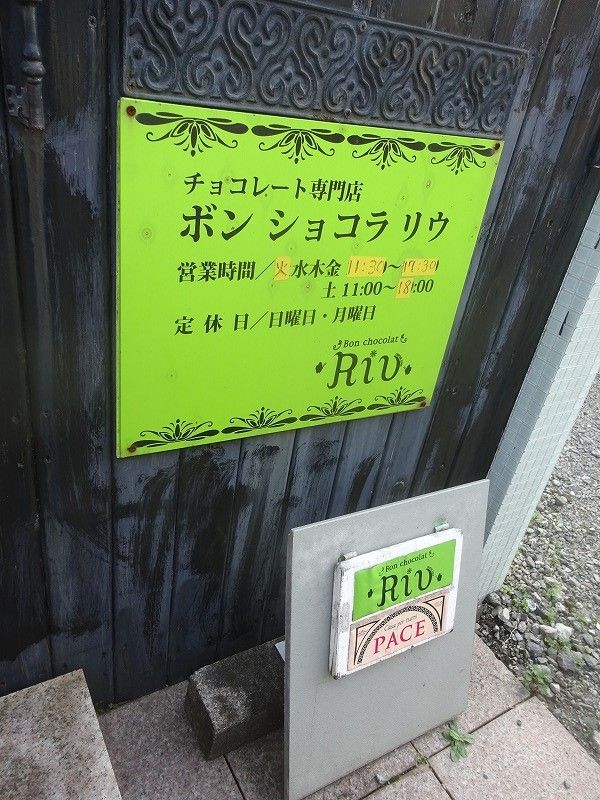 チョコレート専門店
ボン ショコラ リウ
営業時間/火水木金 11:30~17:30
土 11:00~18:00
定休日/日曜日・月曜日
Bon chocolat
Riu
Bon chocolat
Riu
PACE